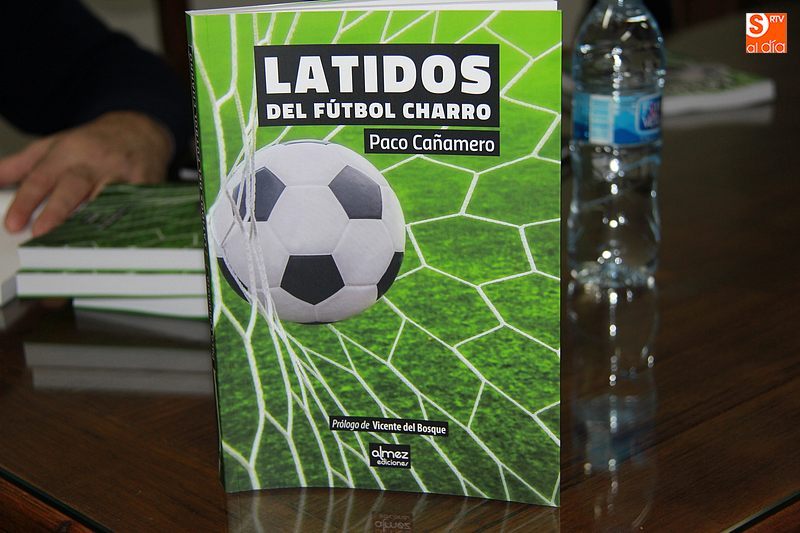 S RTV
al día
LATIDOS
DEL FÚTBOL CHARRO
Paco Cañamero
Prólogo de Vicente del Bosque
almez
ediciones